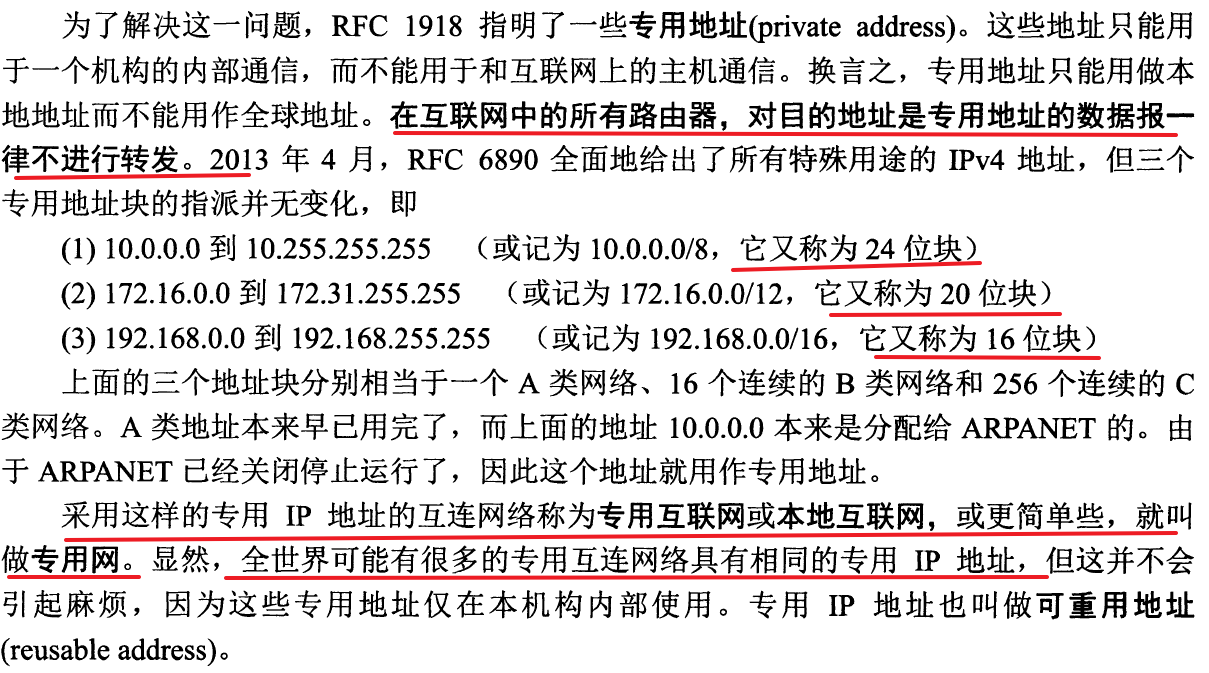 为了解决这一问题，RFC 1918 指明了一些专用地址(private address)。这些地址只能用
于一个机构的内部通信，而不能用于和互联网上的主机通信。换言之，专用地址只能用做本
地地址而不能用作全球地址。在互联网中的所有路由器，对目的地址是专用地址的数据报一
律不进行转发。2013 年 4 月，RFC 6890 全面地给出了所有特殊用途的 IPv4 地址，但三个
专用地址块的指派并无变化，即
(1) 10.0.0.0 到 10.255.255.255 （或记为 10.0.0.0/8，它又称为 24 位块）
(2) 172.16.0.0 到 172.31.255.255 （或记为 172.16.0.0/12，它又称为 20 位块）
(3) 192.168.0.0 到 192.168.255.255 （或记为 192.168.0.0/16，它又称为 16 位块）
上面的三个地址块分别相当于一个 A 类网络、16 个连续的 B 类网络和 256 个连续的 C
类网络。A 类地址本来早已用完了，而上面的地址 10.0.0.0 本来是分配给 ARPANET 的。由
于 ARPANET 已经关闭停止运行了，因此这个地址就用作专用地址。
采用这样的专用 IP 地址的互连网络称为专用互联网或本地互联网，或更简单些，就叫
做专用网。显然，全世界可能有很多的专用互连网络具有相同的专用 IP 地址，但这并不会
引起麻烦，因为这些专用地址仅在本机构内部使用。专用 IP 地址也叫做可重用地址
(reusable address)。